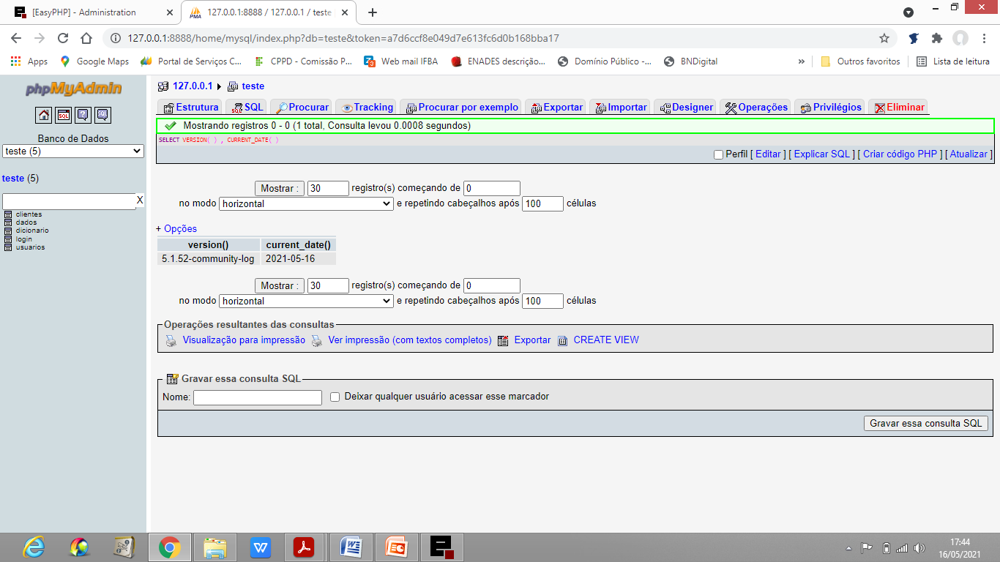 [EasyPHP] - Administration
127.0.0.1:8888 / 127.0.0.1 / teste
127.0.0.1:8888/home/mysql/index.php?db=teste&token=a7d6ccf8e049d7e613fc6d0b168bba17
Apps Google Maps Portal de Serviços C... CPPD - Comissão P... Web mail IFBA ENADES descrição... Domínio Público -... BNDigital » Outros favoritos Lista de leitura
phpMyAdmin
SQL
Banco de Dados
teste (5)
teste (5)
X
clientes
dados
dicionario
login
usuarios
127.0.0.1 teste
Estrutura SQL Procurar Tracking Procurar por exemplo Exportar Importar Designer Operações Privilégios Eliminar
Mostrando registros 0 - 0 (1 total, Consulta levou 0.0008 segundos)
SELECT VERSION( ) , CURRENT_DATE( )
Perfil [ Editar ] [ Explicar SQL ] [ Criar código PHP ] [ Atualizar ]
Mostrar : 30 registro(s) começando de 0
no modo horizontal e repetindo cabeçalhos após 100 células
+ Opções
version() current_date()
5.1.52-community-log 2021-05-16
Mostrar : 30 registro(s) começando de 0
no modo horizontal e repetindo cabeçalhos após 100 células
Operações resultantes das consultas
Visualização para impressão Ver impressão (com textos completos) Exportar CREATE VIEW
Gravar essa consulta SQL
Nome: Deixar qualquer usuário acessar esse marcador
Gravar essa consulta SQL
17:44
16/05/2021